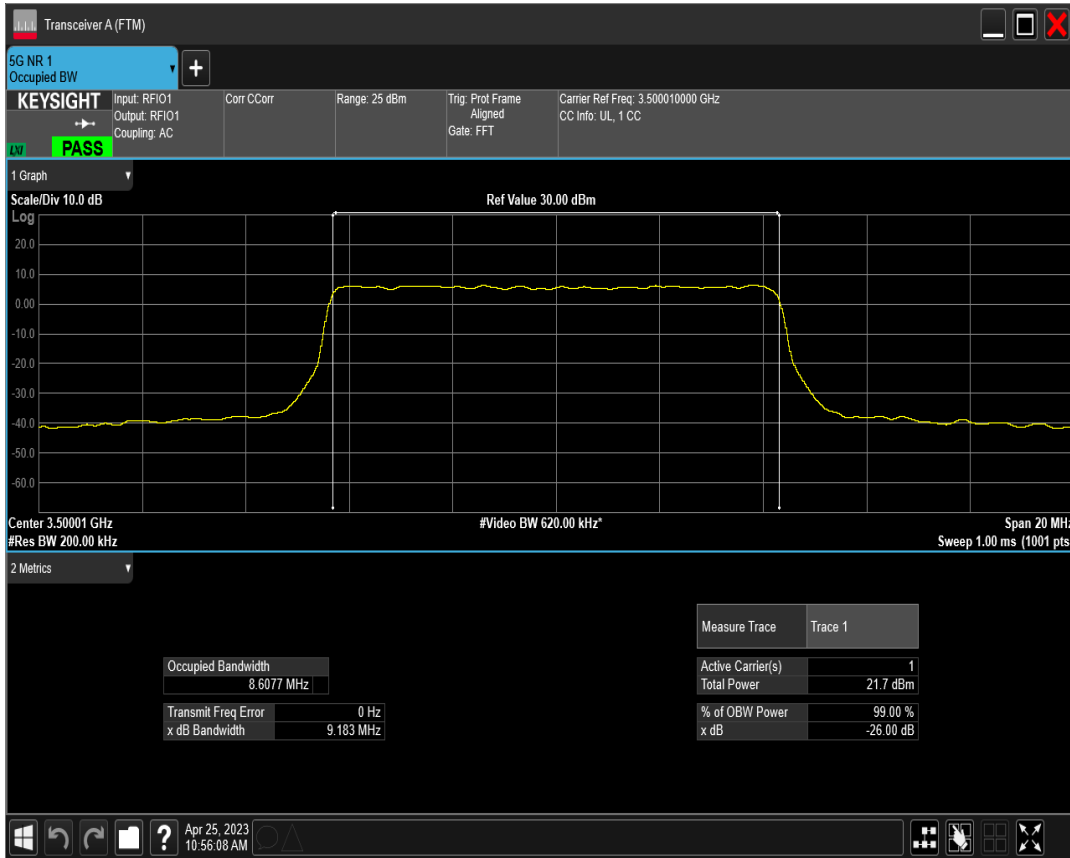 Transceiver A (FTM)
5G NR 1
Occupied BW
+
KEYSIGHT
LXI
PASS
Input: RFIO1
Output: RFIO1
Coupling: AC
Corr CCorr
Range: 25 dBm
Trig: Prot Frame
Aligned
Gate: FFT
Carrier Ref Freq: 3.500010000 GHz
CC Info: UL, 1 CC
1 Graph
Scale/Div 10.0 dB
Ref Value 30.00 dBm
Log
20.0
10.0
0.00
-10.0
-20.0
-30.0
-40.0
-50.0
-60.0
Center 3.50001 GHz
#Video BW 620.00 kHz*
Span 20 MHz
#Res BW 200.00 kHz
Sweep 1.00 ms (1001 pts
2 Metrics
Measure Trace Trace 1
Occupied Bandwidth
8.6077 MHz
Active Carrier(s) 1
Total Power 21.7 dBm
Transmit Freq Error 0 Hz
x dB Bandwidth 9.183 MHz
% of OBW Power 99.00 %
x dB -26.00 dB
?
Apr 25, 2023
10:56:08 AM